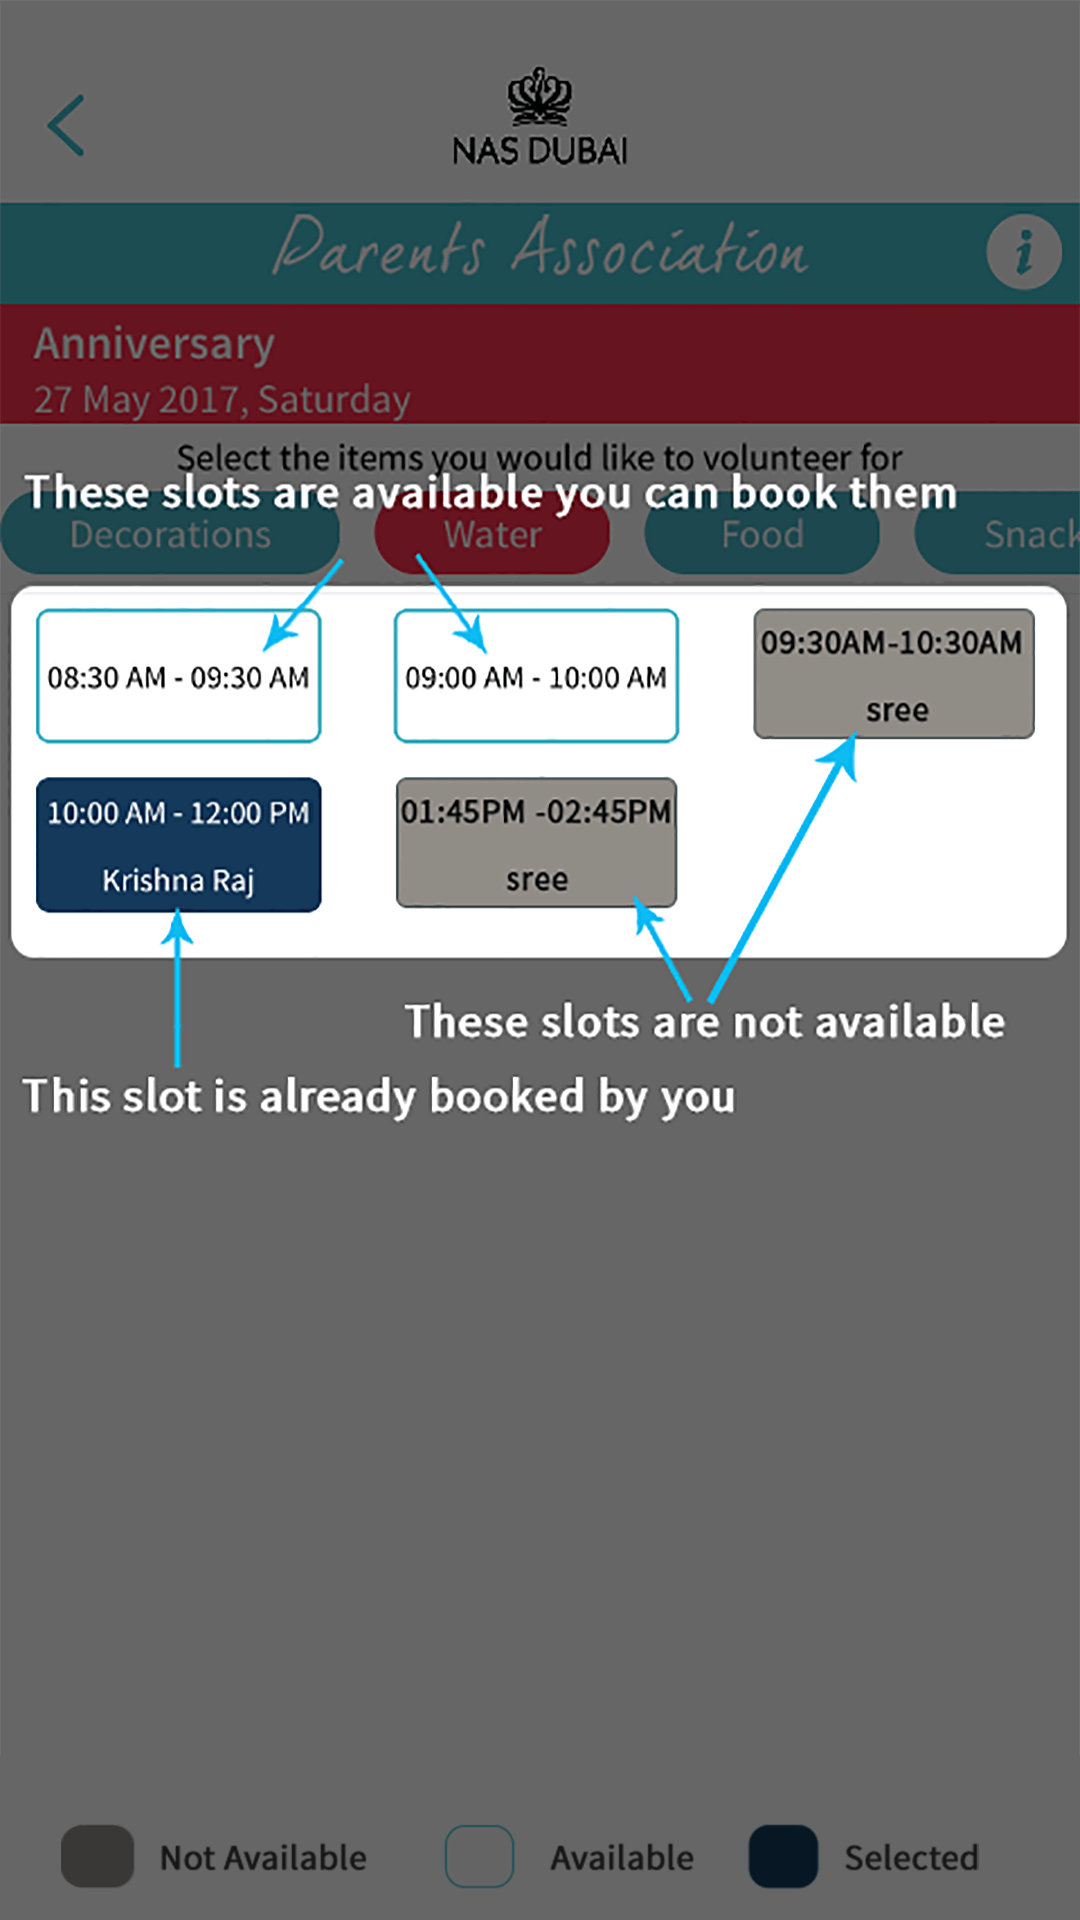 NAS DUBAI
Parents Association
i
Anniversary
27 May 2017, Saturday
Select the items you would like to volunteer for
These slots are available you can book them
Decorations
Water
Food
Snack
08:30 AM - 09:30 AM
09:00 AM - 10:00 AM
09:30AM-10:30AM
sree
10:00 AM - 12:00 PM
Krishna Raj
01:45PM -02:45PM
sree
These slots are not available
This slot is already booked by you
Not Available
Available
Selected